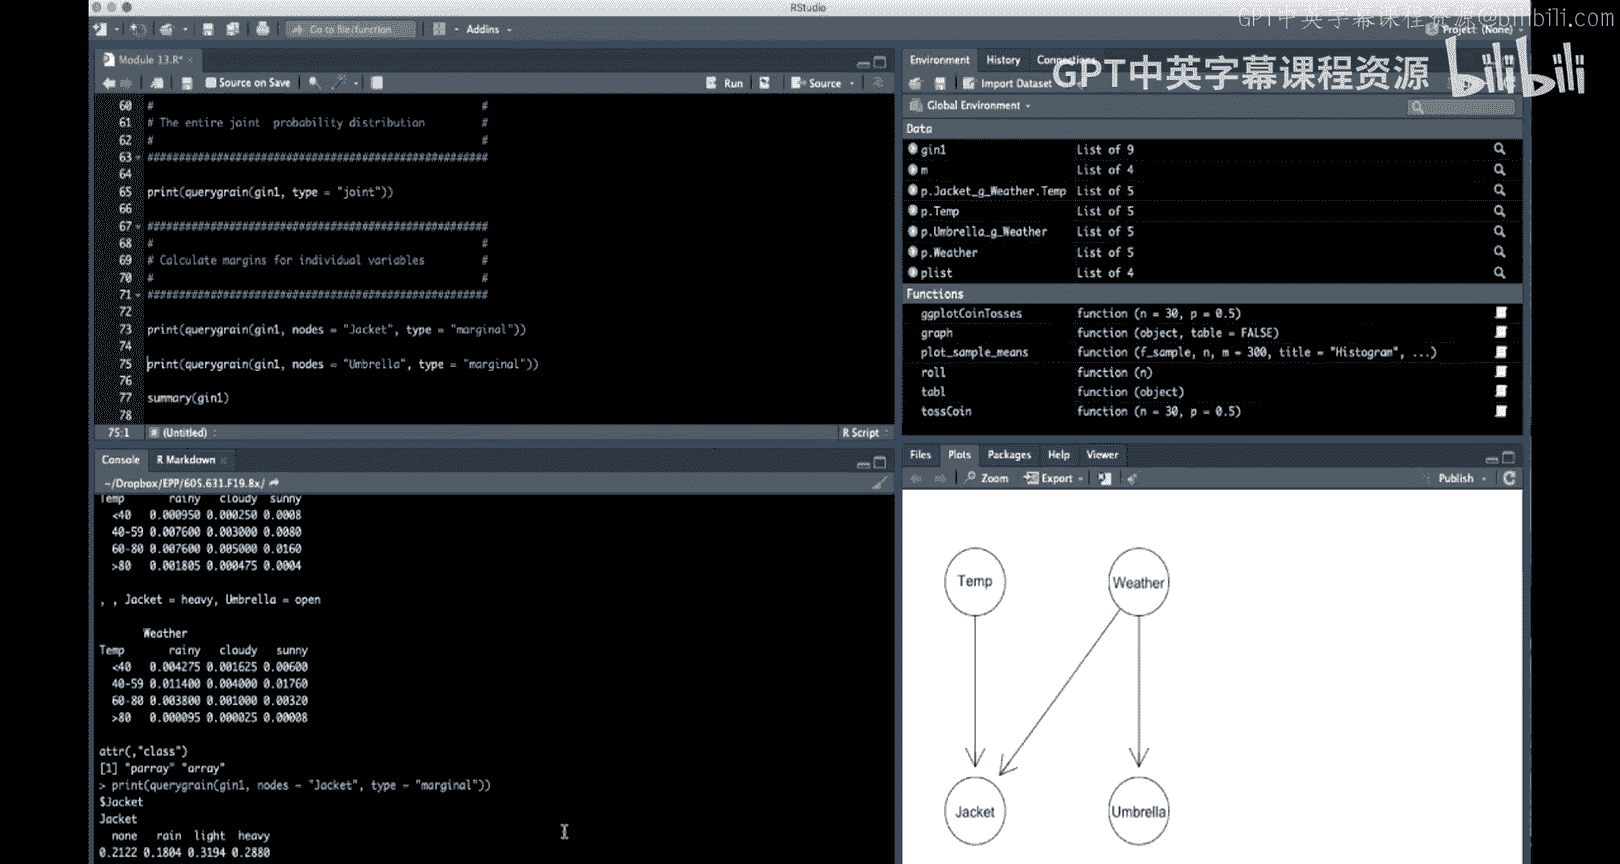 RStudio
GPT中英字幕课程资源@bilibili.com
Go to file/function
Addins
Project: (None)
GPT中英字幕课程资源 bilibili
Module 13.R*
Source on Save
Run
Source
60 # #
61 # The entire joint  probability distribution #
62 # #
63 ########################################################
64
65 print(querygrain(gin1, type = "joint"))
66
67 ########################################################
68 # #
69 # Calculate margins for individual variables #
70 # #
71 ########################################################
72
73 print(querygrain(gin1, nodes = "Jacket", type = "marginal"))
74
75 print(querygrain(gin1, nodes = "Umbrella", type = "marginal"))
76
77 summary(gin1)
78
75:1 (Untitled) R Script
Console R Markdown
~/Dropbox/EPP/605.631.F19.8x/
Temp rainy cloudy sunny
<40 0.000950 0.000250 0.0008
40-59 0.007600 0.003000 0.0080
60-80 0.007600 0.005000 0.0160
>80 0.001805 0.000475 0.0004
, , Jacket = heavy, Umbrella = open
Weather
Temp rainy cloudy sunny
<40 0.004275 0.001625 0.00600
40-59 0.011400 0.004000 0.01760
60-80 0.003800 0.001000 0.00320
>80 0.000095 0.000025 0.00008
attr(,"class")
[1] "parray" "array"
> print(querygrain(gin1, nodes = "Jacket", type = "marginal"))
$Jacket
Jacket
none rain light heavy
0.2122 0.1804 0.3194 0.2880
Environment History Connections
Import Dataset
Global Environment
Data
gin1 List of 9
m List of 4
p.Jacket_g_Weather.Temp List of 5
p.Temp List of 5
p.Umbrella_g_Weather List of 5
p.Weather List of 5
plist List of 4
Functions
ggplotCoinTosses function (n = 30, p = 0.5)
graph function (object, table = FALSE)
plot_sample_means function (f_sample, n, m = 300, title = "Histogram", ...)
roll function (n)
tabl function (object)
tossCoin function (n = 30, p = 0.5)
Files Plots Packages Help Viewer
Zoom Export Publish
Temp Weather
Jacket Umbrella